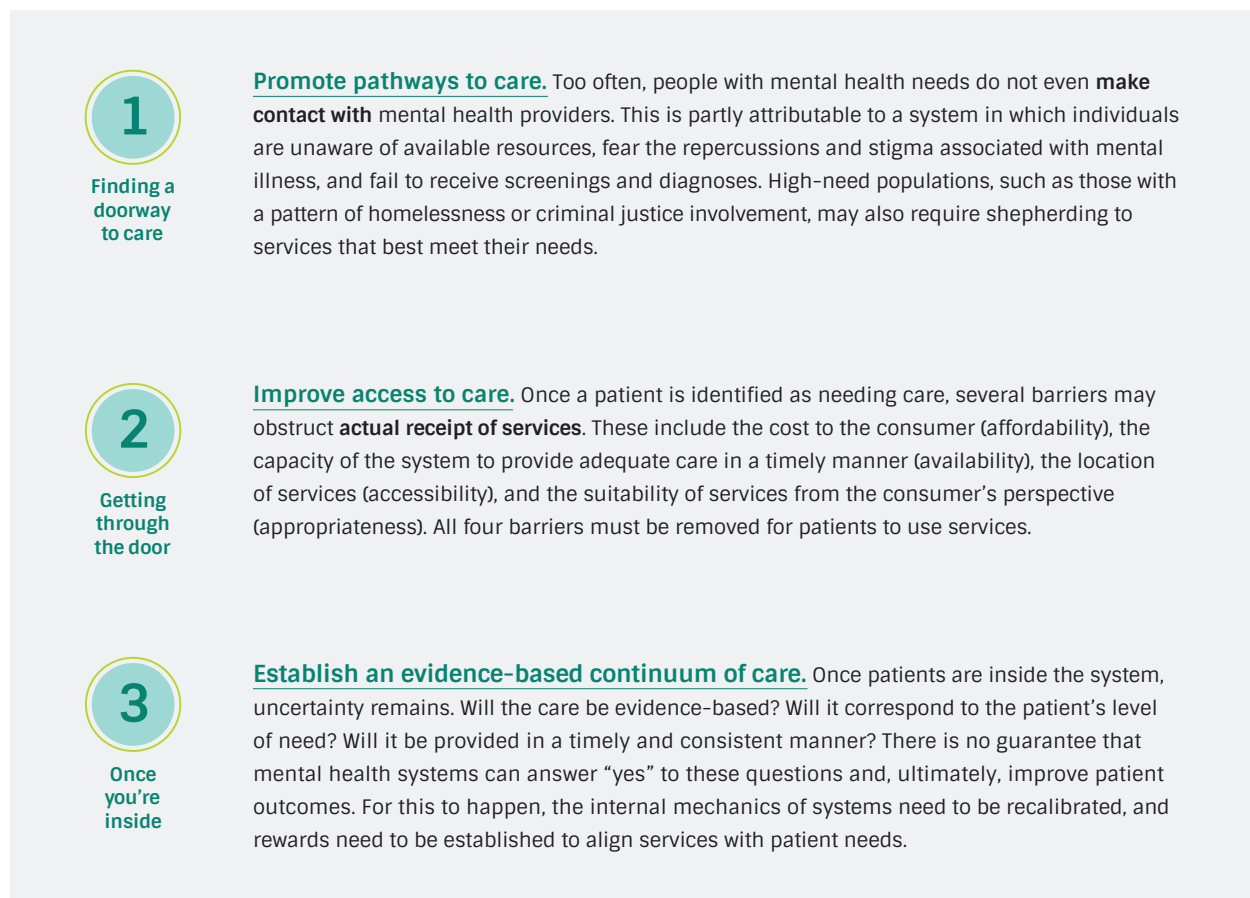 1
Finding a
doorway
to care
Promote pathways to care. Too often, people with mental health needs do not even make
contact with mental health providers. This is partly attributable to a system in which individuals
are unaware of available resources, fear the repercussions and stigma associated with mental
illness, and fail to receive screenings and diagnoses. High-need populations, such as those with
a pattern of homelessness or criminal justice involvement, may also require shepherding to
services that best meet their needs.
2
Getting
through
the door
Improve access to care. Once a patient is identified as needing care, several barriers may
obstruct actual receipt of services. These include the cost to the consumer (affordability), the
capacity of the system to provide adequate care in a timely manner (availability), the location
of services (accessibility), and the suitability of services from the consumer’s perspective
(appropriateness). All four barriers must be removed for patients to use services.
3
Once
you’re
inside
Establish an evidence-based continuum of care. Once patients are inside the system,
uncertainty remains. Will the care be evidence-based? Will it correspond to the patient’s level
of need? Will it be provided in a timely and consistent manner? There is no guarantee that
mental health systems can answer “yes” to these questions and, ultimately, improve patient
outcomes. For this to happen, the internal mechanics of systems need to be recalibrated, and
rewards need to be established to align services with patient needs.